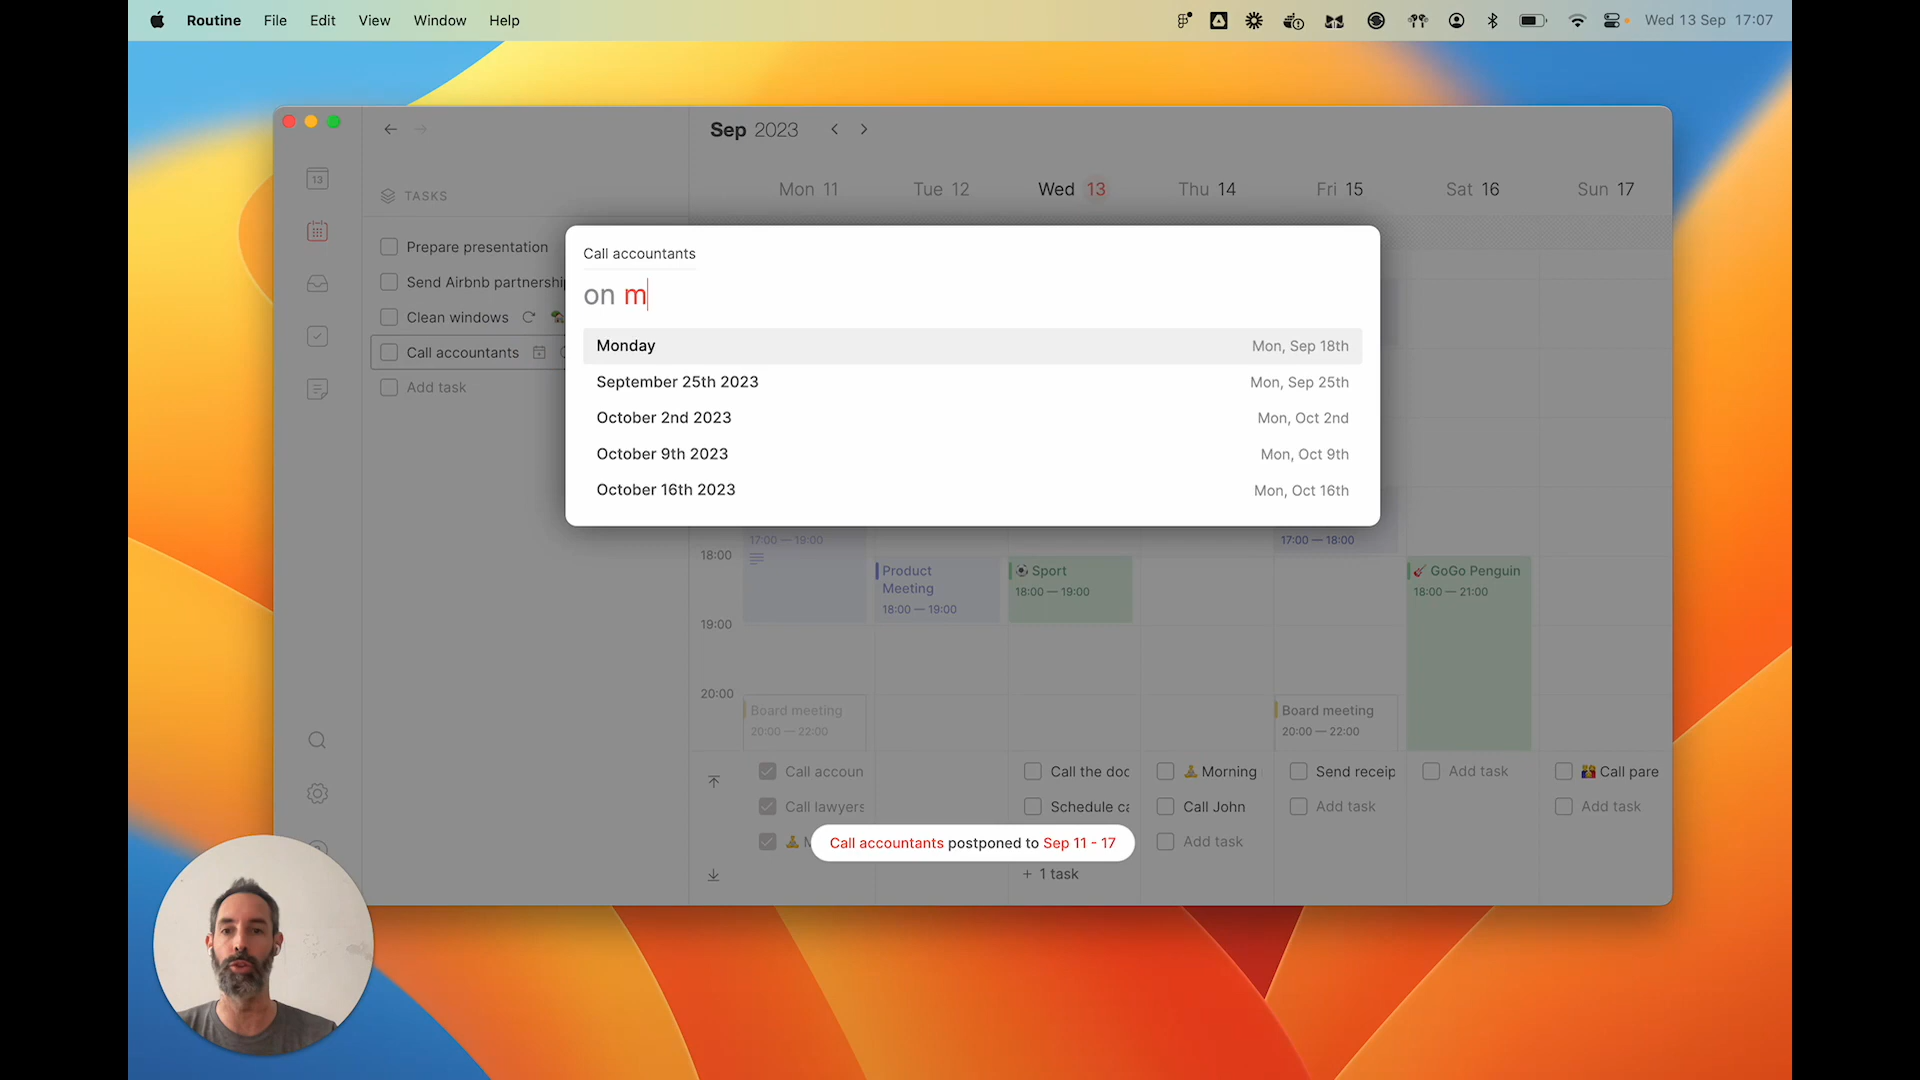 Routine File Edit View Window Help
Wed 13 Sep 17:07
13
Sep 2023
TASKS
Mon 11 Tue 12 Wed 13 Thu 14 Fri 15 Sat 16 Sun 17
Prepare presentation
Send Airbnb partnership
Clean windows
Call accountants
Add task
Call accountants
on m
Monday Mon, Sep 18th
September 25th 2023 Mon, Sep 25th
October 2nd 2023 Mon, Oct 2nd
October 9th 2023 Mon, Oct 9th
October 16th 2023 Mon, Oct 16th
17:00 — 19:00
17:00 — 18:00
18:00
Product
Meeting
18:00 — 19:00
Sport
18:00 — 19:00
GoGo Penguin
18:00 — 21:00
19:00
20:00
Board meeting
20:00 — 22:00
Board meeting
20:00 — 22:00
Call accoun
Call lawyers
Call the doc
Schedule ca
+ 1 task
Morning
Call John
Add task
Send receip
Add task
Add task
Call pare
Add task
Call accountants postponed to Sep 11 - 17